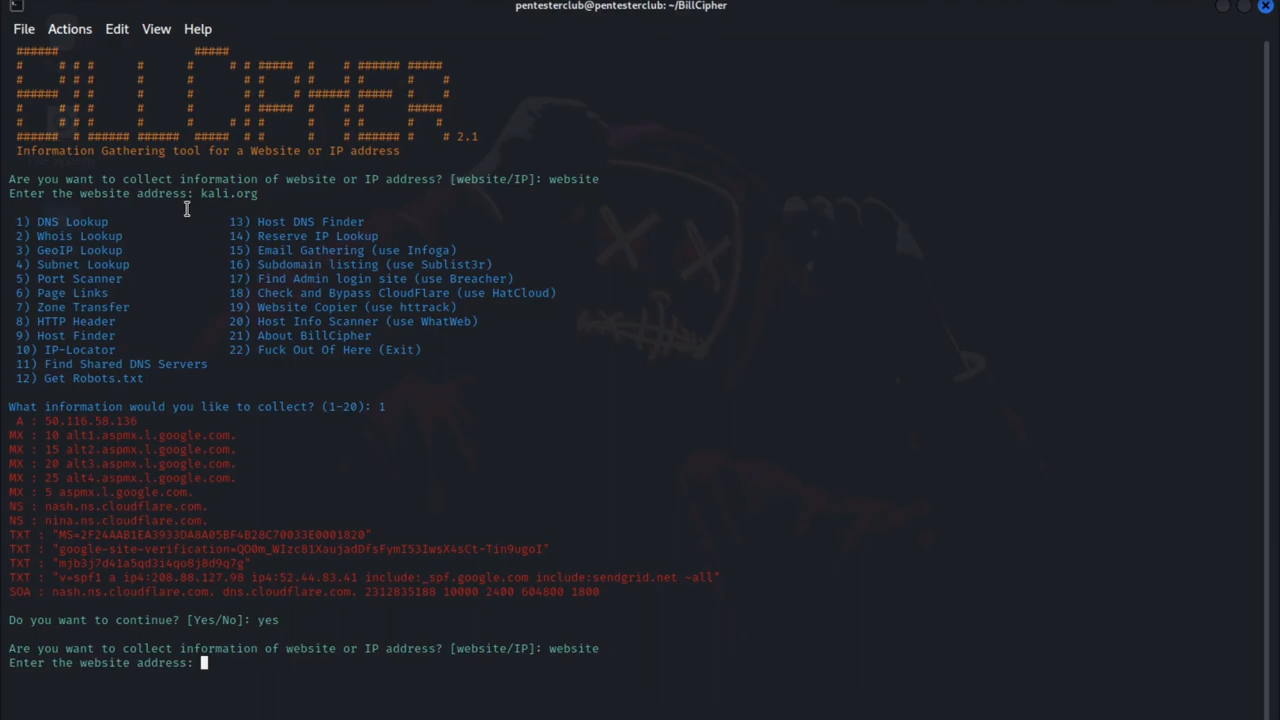 pentesterclub@pentesterclub: ~/BillCipher
File Actions Edit View Help
BILLCIPHER
2.1
Information Gathering tool for a Website or IP address
Are you want to collect information of website or IP address? [website/IP]: website
Enter the website address: kali.org
1) DNS Lookup 13) Host DNS Finder
2) Whois Lookup 14) Reserve IP Lookup
3) GeoIP Lookup 15) Email Gathering (use Infoga)
4) Subnet Lookup 16) Subdomain listing (use Sublist3r)
5) Port Scanner 17) Find Admin login site (use Breacher)
6) Page Links 18) Check and Bypass CloudFlare (use HatCloud)
7) Zone Transfer 19) Website Copier (use httrack)
8) HTTP Header 20) Host Info Scanner (use WhatWeb)
9) Host Finder 21) About BillCipher
10) IP-Locator 22) Fuck Out Of Here (Exit)
11) Find Shared DNS Servers
12) Get Robots.txt
What information would you like to collect? (1-20): 1
A : 50.116.58.136
MX : 10 alt1.aspmx.l.google.com.
MX : 15 alt2.aspmx.l.google.com.
MX : 20 alt3.aspmx.l.google.com.
MX : 25 alt4.aspmx.l.google.com.
MX : 5 aspmx.l.google.com.
NS : nash.ns.cloudflare.com.
NS : nina.ns.cloudflare.com.
TXT : "MS=2F24AAB1EA3933DA8A05BF4B28C70033E0001820"
TXT : "google-site-verification=QO0m_WIzc81XaujadDfsFymI53IwsX4sCt-Tin9ugoI"
TXT : "mjb3j7d41a5qd3i4qo8j8d9q7g"
TXT : "v=spf1 a ip4:208.88.127.98 ip4:52.44.83.41 include:_spf.google.com include:sendgrid.net ~all"
SOA : nash.ns.cloudflare.com. dns.cloudflare.com. 2312835188 10000 2400 604800 1800
Do you want to continue? [Yes/No]: yes
Are you want to collect information of website or IP address? [website/IP]: website
Enter the website address: